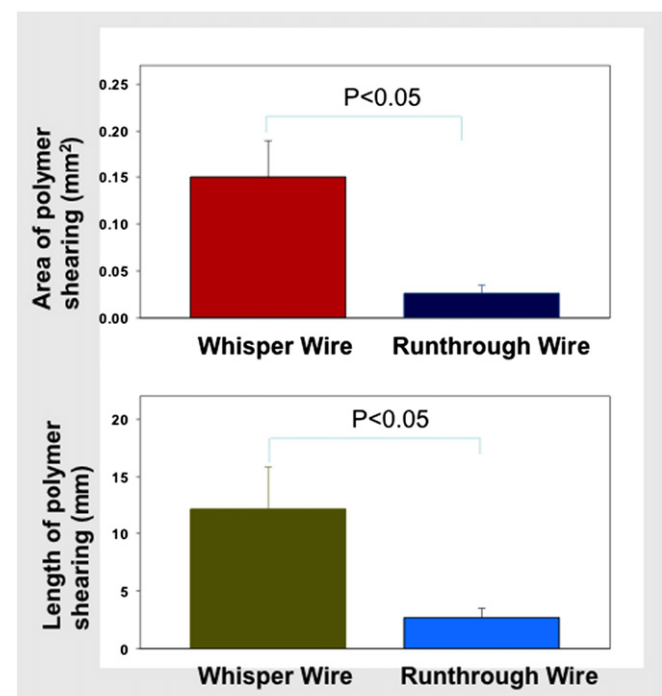 Area of polymer
shearing (mm²)
0.25
0.20
0.15
0.10
0.05
0.00
P<0.05
Whisper Wire
Runthrough Wire
Length of polymer
shearing (mm)
20
15
10
5
0
P<0.05
Whisper Wire
Runthrough Wire